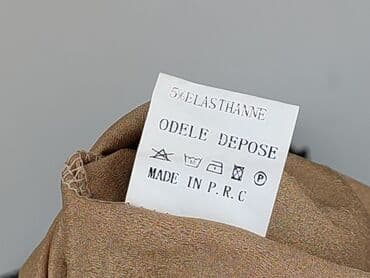 5%ELASTHANNE
ODELE DEPOSE
P
MADE IN P.R.C